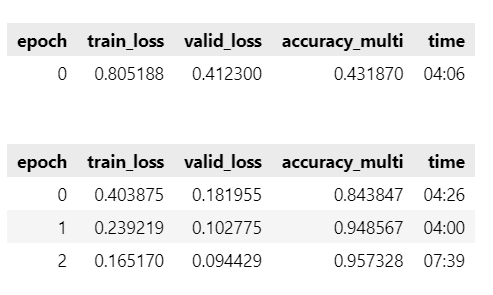 epoch train_loss valid_loss accuracy_multi time
0 0.805188 0.412300 0.431870 04:06
epoch train_loss valid_loss accuracy_multi time
0 0.403875 0.181955 0.843847 04:26
1 0.239219 0.102775 0.948567 04:00
2 0.165170 0.094429 0.957328 07:39